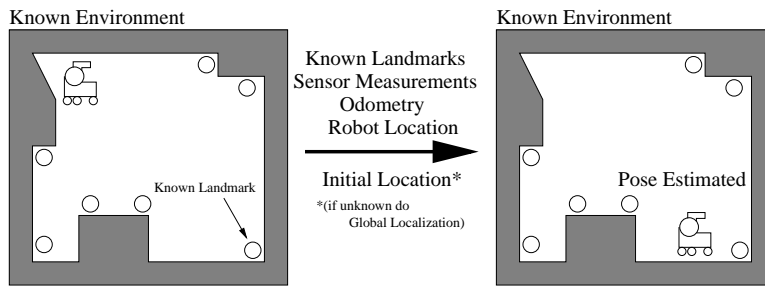 Known Environment
Known Landmark
Known Landmarks
Sensor Measurements
Odometry
Robot Location
Initial Location*
*(if unknown do
Global Localization)
Known Environment
Pose Estimated